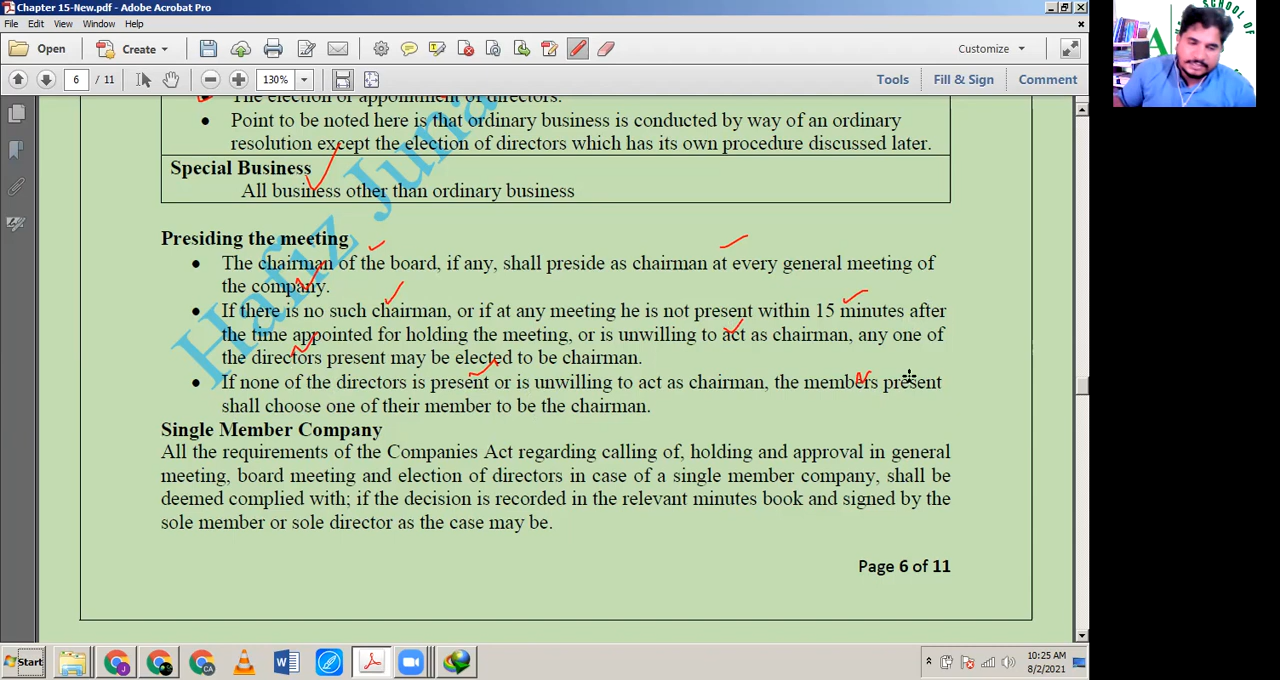 Chapter 15-New.pdf - Adobe Acrobat Pro
File Edit View Window Help
Open Create Customize
6 / 11 130% Tools Fill & Sign Comment
SCHOOL OF
A
The election or appointment of directors.
• Point to be noted here is that ordinary business is conducted by way of an ordinary
resolution except the election of directors which has its own procedure discussed later.
Special Business
All business other than ordinary business
Presiding the meeting
• The chairman of the board, if any, shall preside as chairman at every general meeting of
the company.
• If there is no such chairman, or if at any meeting he is not present within 15 minutes after
the time appointed for holding the meeting, or is unwilling to act as chairman, any one of
the directors present may be elected to be chairman.
• If none of the directors is present or is unwilling to act as chairman, the members present
shall choose one of their member to be the chairman.
Single Member Company
All the requirements of the Companies Act regarding calling of, holding and approval in general
meeting, board meeting and election of directors in case of a single member company, shall be
deemed complied with; if the decision is recorded in the relevant minutes book and signed by the
sole member or sole director as the case may be.
Page 6 of 11
Hafiz Juna
Start
10:25 AM
8/2/2021